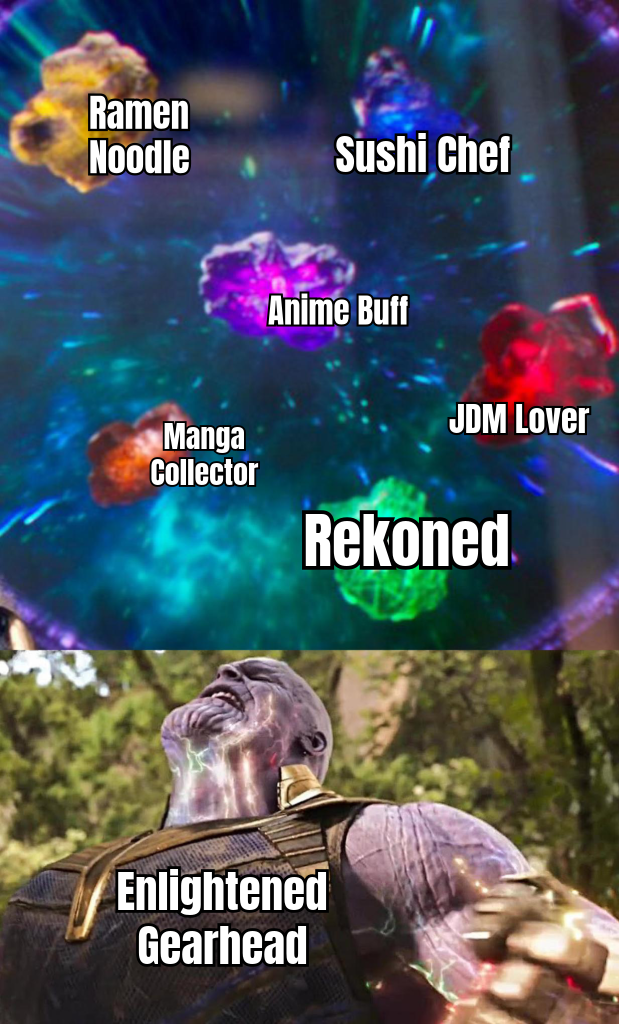 Ramen
Noodle
Sushi Chef
Anime Buff
JDM Lover
Manga
Collector
Rekoned
Enlightened
Gearhead